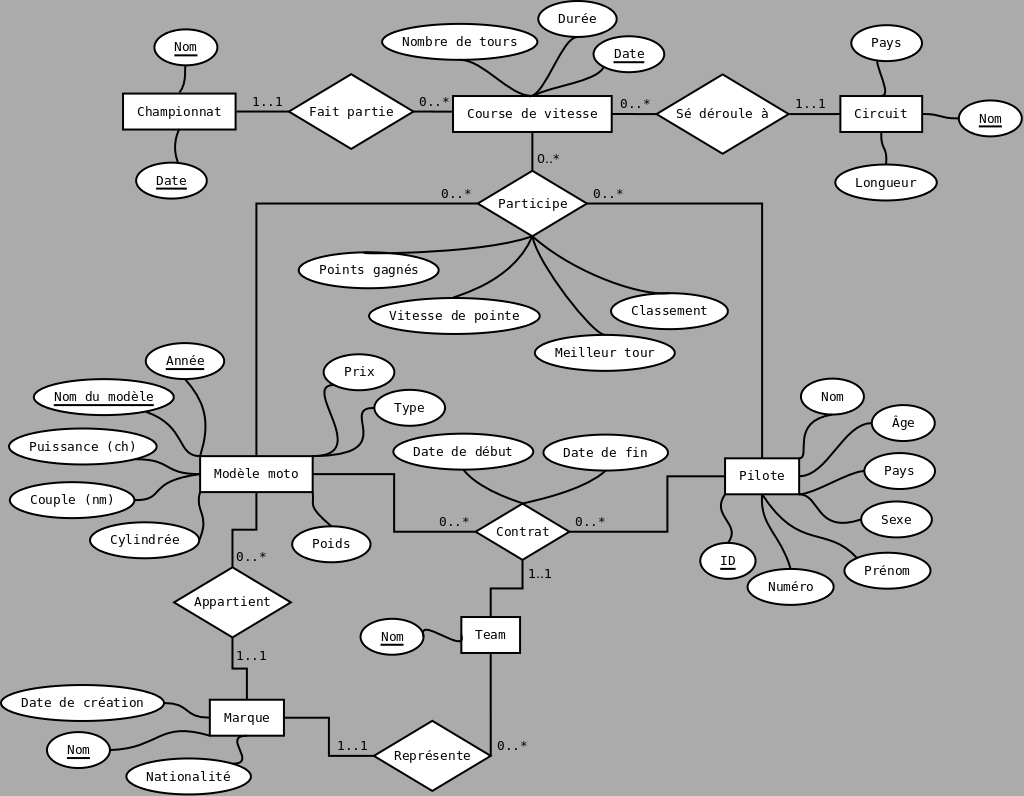 Durée
Nombre de tours
Nom
Date
Pays
1..1
Fait partie
0..*
Championnat
Course de vitesse
0..*
Sé déroule à
1..1
Circuit
Nom
Date
0..*
Longueur
0..*
Participe
0..*
Points gagnés
Vitesse de pointe
Classement
Meilleur tour
Année
Prix
Nom du modèle
Nom
Type
Âge
Puissance (ch)
Date de début
Date de fin
Modèle moto
Pilote
Pays
Couple (nm)
0..*
Contrat
0..*
Sexe
Cylindrée
Poids
0..*
ID
Prénom
1..1
Numéro
Appartient
Nom
Team
1..1
Date de création
Marque
Nom
1..1
Représente
0..*
Nationalité